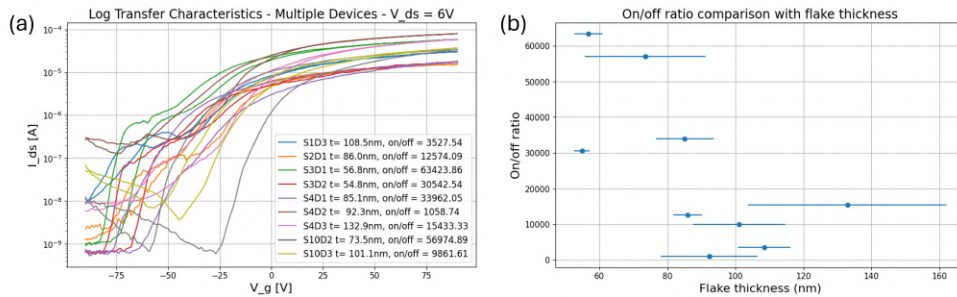 (a)
Log Transfer Characteristics - Multiple Devices - V_ds = 6V
10⁻⁴
10⁻⁵
10⁻⁶
10⁻⁷
10⁻⁸
10⁻⁹
I_ds [A]
S1D3 t= 108.5nm, on/off = 3527.54
S2D1 t= 86.0nm, on/off = 12574.09
S3D1 t= 56.8nm, on/off = 63423.86
S3D2 t= 54.8nm, on/off = 30542.54
S4D1 t= 85.1nm, on/off = 33962.05
S4D2 t= 92.3nm, on/off = 1058.74
S4D3 t= 132.9nm, on/off = 15433.33
S10D2 t= 73.5nm, on/off = 56974.89
S10D3 t= 101.1nm, on/off = 9861.61
−75 −50 −25 0 25 50 75
V_g [V]
(b)
On/off ratio comparison with flake thickness
60000
50000
40000
30000
20000
10000
0
On/off ratio
60 80 100 120 140 160
Flake thickness (nm)